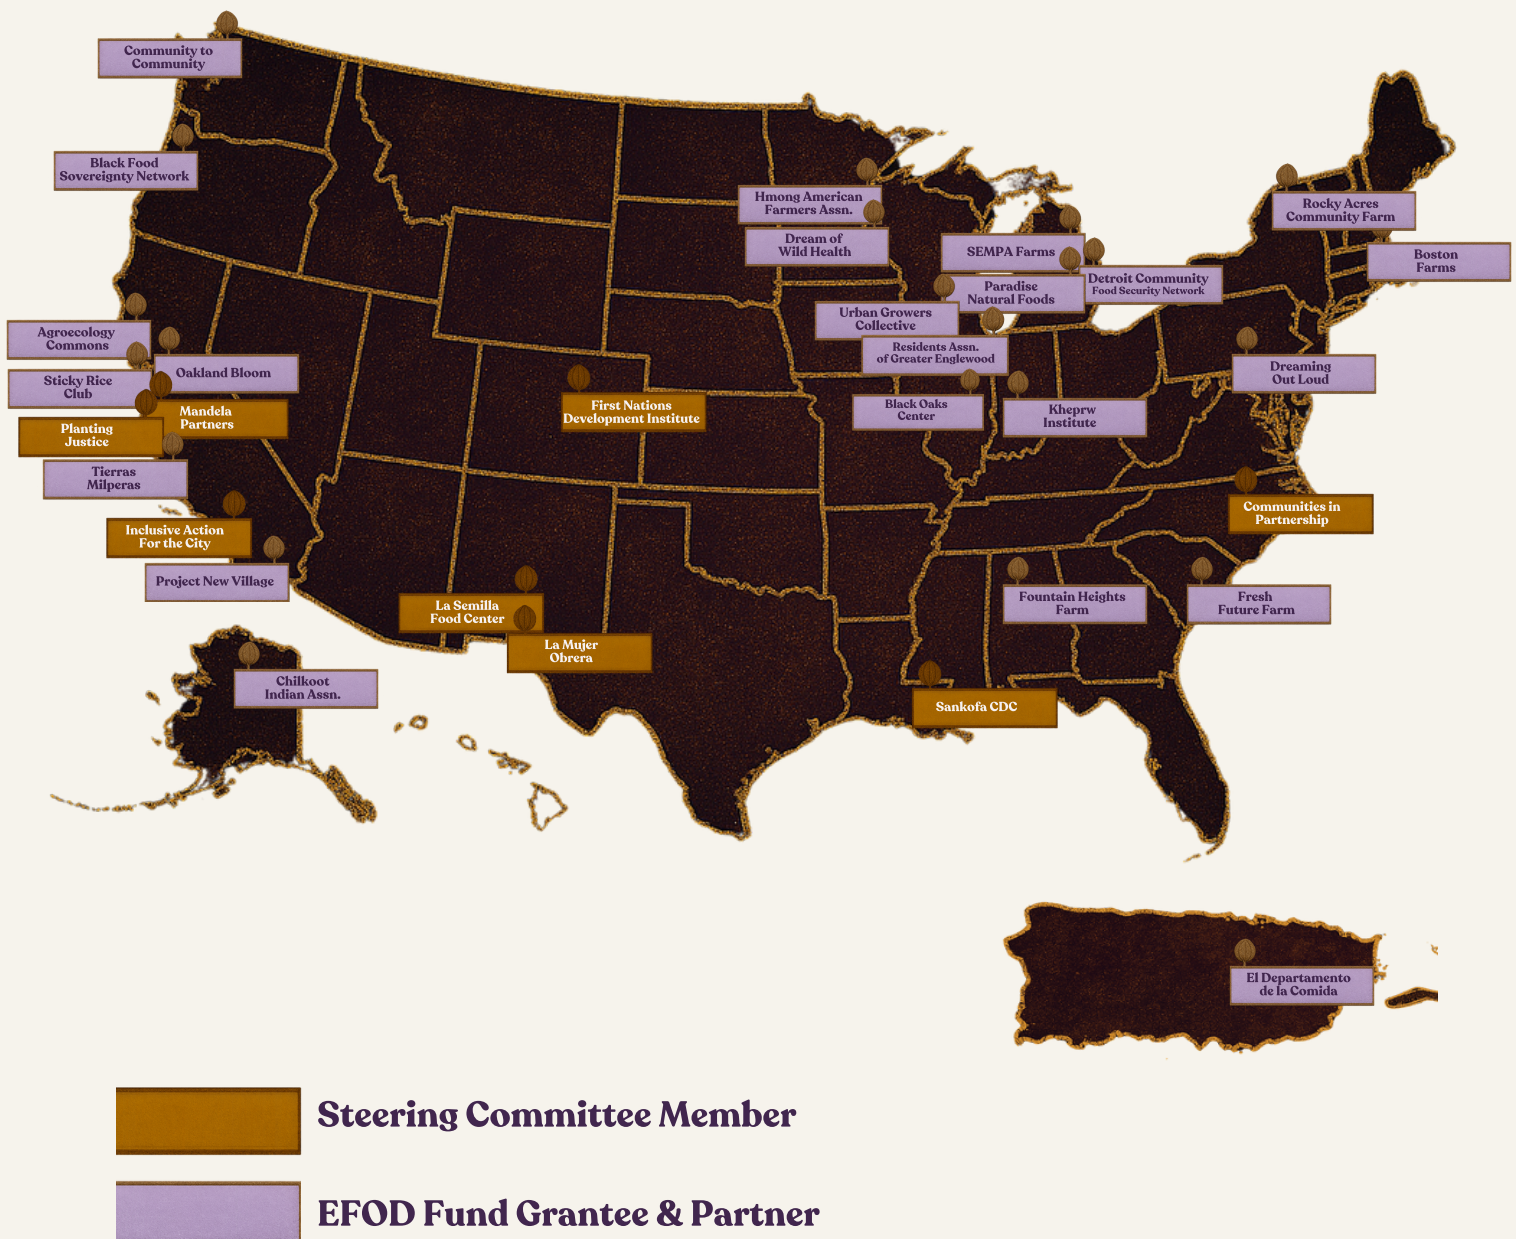 Community to
Community
Black Food
Sovereignty Network
Hmong American
Farmers Assn.
Dream of
Wild Health
SEMPA Farms
Rocky Acres
Community Farm
Boston
Farms
Detroit Community
Food Security Network
Paradise
Natural Foods
Urban Growers
Collective
Residents Assn.
of Greater Englewood
Agroecology
Commons
Oakland Bloom
Sticky Rice
Club
Mandela
Partners
Planting
Justice
Tierras
Milperas
First Nations
Development Institute
Black Oaks
Center
Kheprw
Institute
Dreaming
Out Loud
Inclusive Action
For the City
Project New Village
Communities in
Partnership
La Semilla
Food Center
La Mujer
Obrera
Fountain Heights
Farm
Fresh
Future Farm
Chilkoot
Indian Assn.
Sankofa CDC
El Departamento
de la Comida
Steering Committee Member
EFOD Fund Grantee & Partner